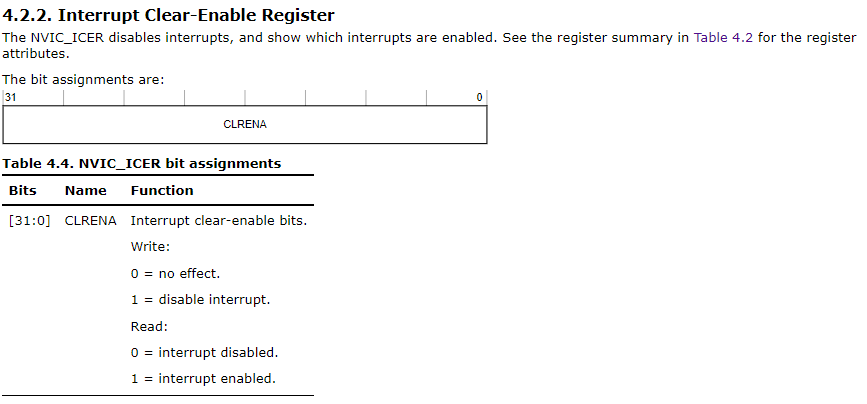 4.2.2. Interrupt Clear-Enable Register
The NVIC_ICER disables interrupts, and show which interrupts are enabled. See the register summary in Table 4.2 for the register
attributes.
The bit assignments are:
31 0
CLRENA
Table 4.4. NVIC_ICER bit assignments
Bits Name Function
[31:0] CLRENA Interrupt clear-enable bits.
Write:
0 = no effect.
1 = disable interrupt.
Read:
0 = interrupt disabled.
1 = interrupt enabled.